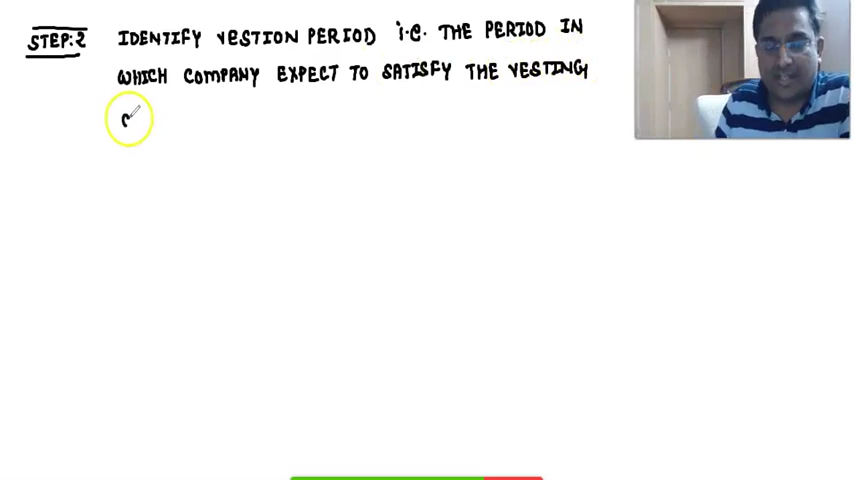 STEP:2 IDENTIFY VESTION PERIOD i.e. THE PERIOD IN
WHICH COMPANY EXPECT TO SATISFY THE VESTING